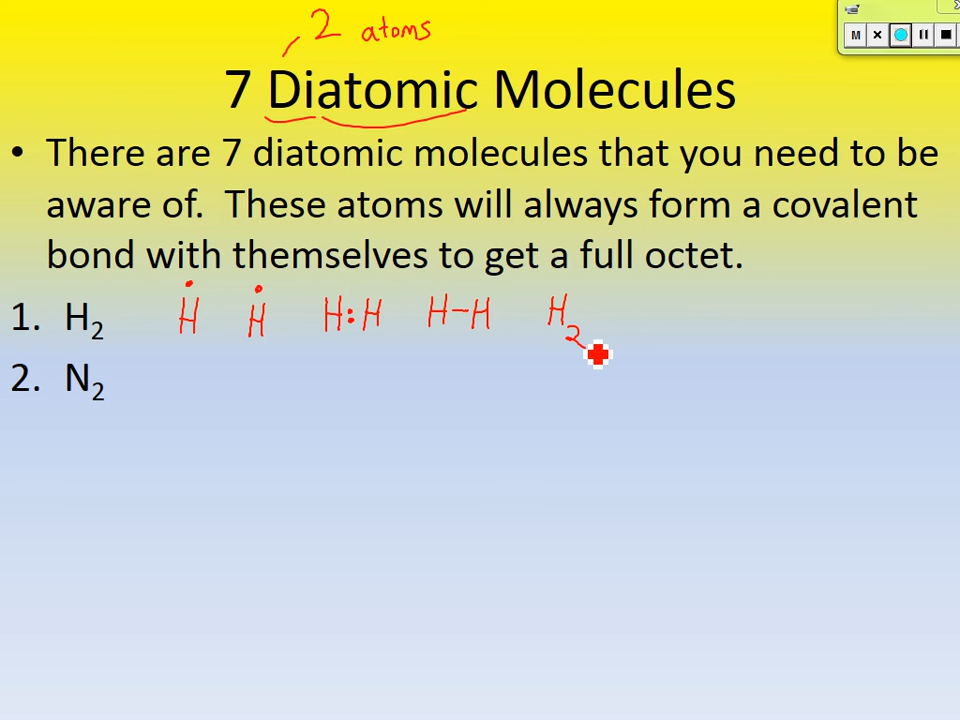 2 atoms
7 Diatomic Molecules
• There are 7 diatomic molecules that you need to be
aware of. These atoms will always form a covalent
bond with themselves to get a full octet.
1. H₂ H H H:H H-H H₂
2. N₂
M